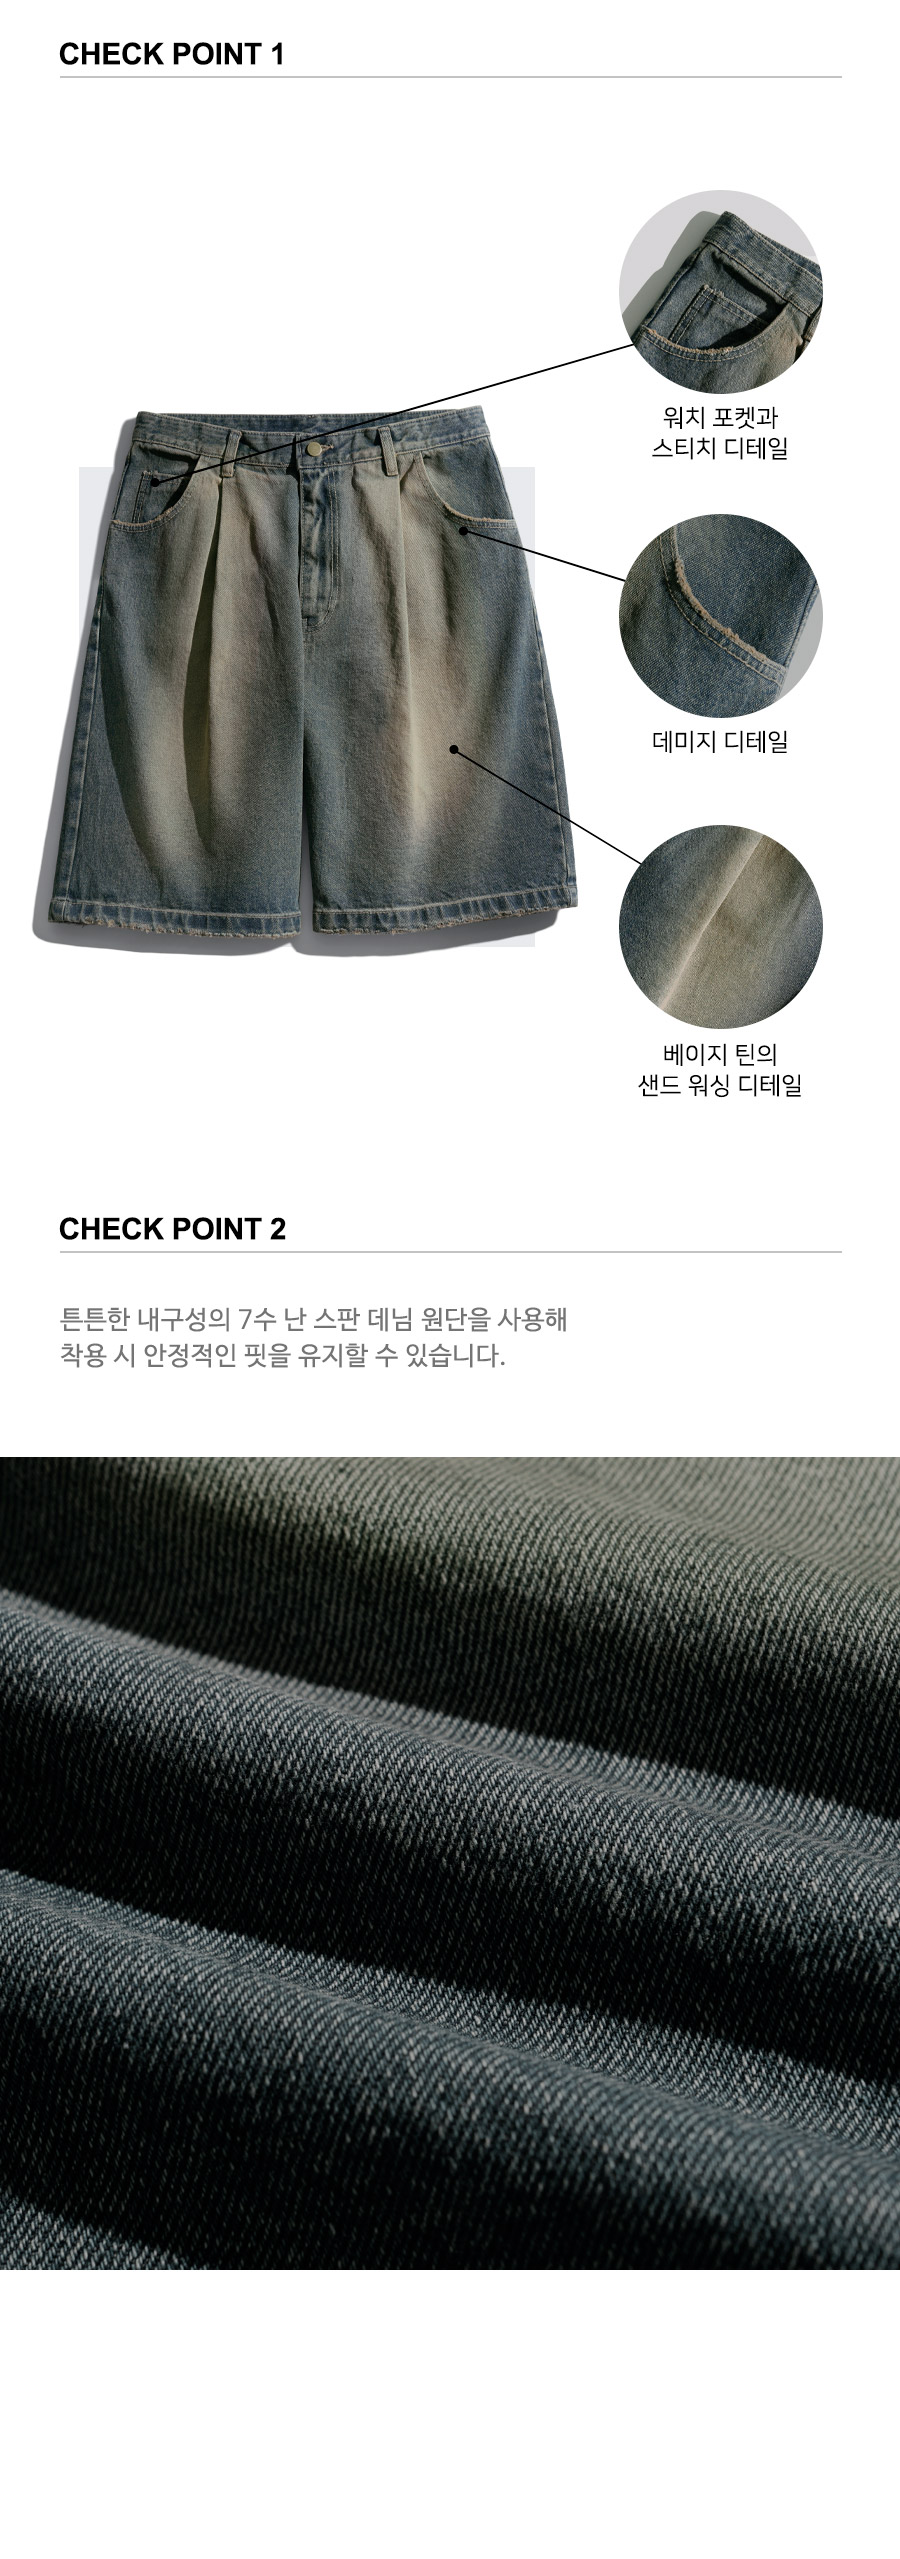 CHECK POINT 1
워치 포켓과
스티치 디테일
데미지 디테일
베이지 틴의
샌드 워싱 디테일
CHECK POINT 2
튼튼한 내구성의 7수 난 스판 데님 원단을 사용해
착용 시 안정적인 핏을 유지할 수 있습니다.